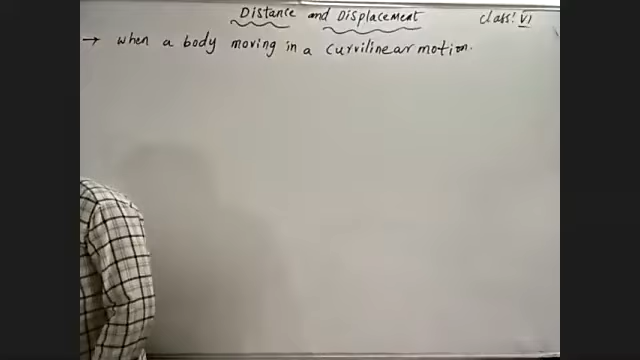 Distance and Displacement
class: VI
→ when a body moving in a curvilinear motion.